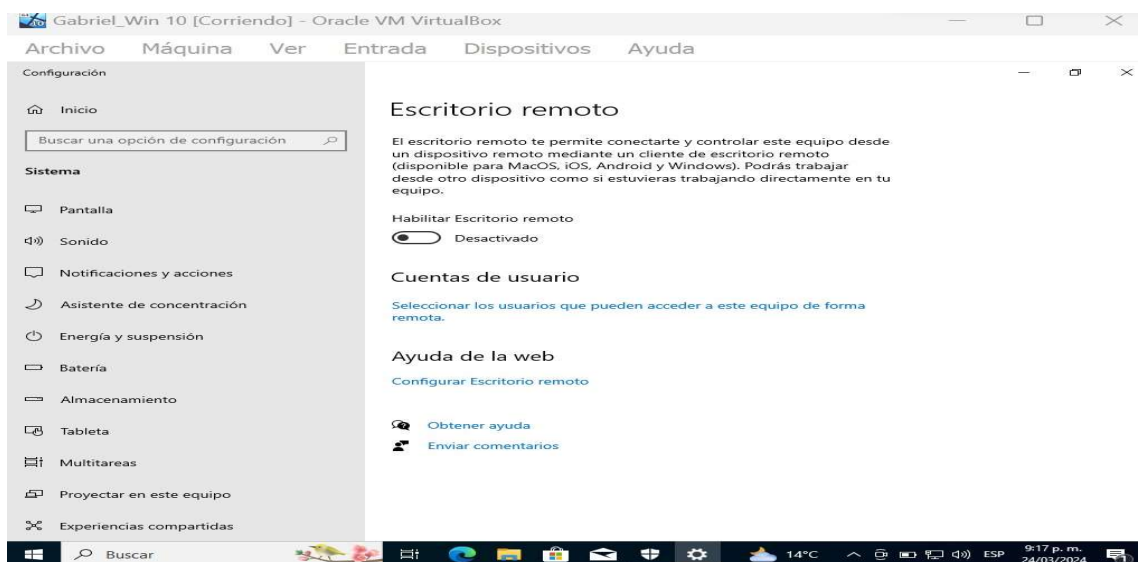 Gabriel_Win 10 [Corriendo] - Oracle VM VirtualBox
Archivo Máquina Ver Entrada Dispositivos Ayuda
Configuración
Inicio
Buscar una opción de configuración
Sistema
Pantalla
Sonido
Notificaciones y acciones
Asistente de concentración
Energía y suspensión
Batería
Almacenamiento
Tableta
Multitareas
Proyectar en este equipo
Experiencias compartidas
Escritorio remoto
El escritorio remoto te permite conectarte y controlar este equipo desde
un dispositivo remoto mediante un cliente de escritorio remoto
(disponible para MacOS, iOS, Android y Windows). Podrás trabajar
desde otro dispositivo como si estuvieras trabajando directamente en tu
equipo.
Habilitar Escritorio remoto
Desactivado
Cuentas de usuario
Seleccionar los usuarios que pueden acceder a este equipo de forma
remota.
Ayuda de la web
Configurar Escritorio remoto
Obtener ayuda
Enviar comentarios
Buscar
14°C
ESP
9:17 p. m.
24/03/2024